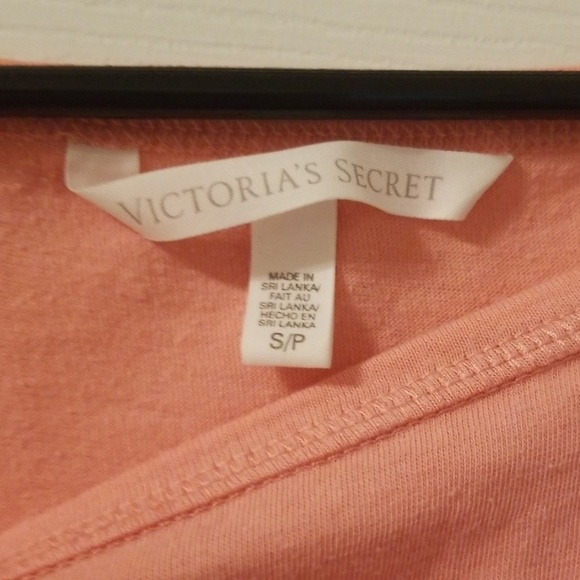 VICTORIA'S SECRET
MADE IN
SRI LANKA/
FAIT AU
SRI LANKA/
HECHO EN
SRI LANKA
S/P